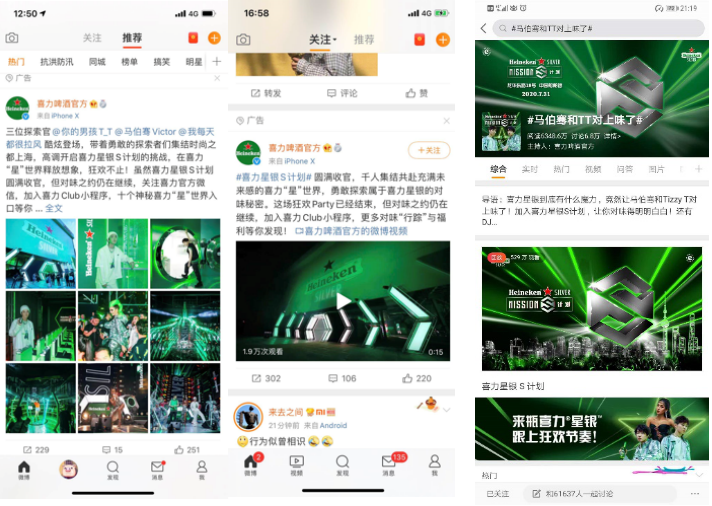 12:50
4G
关注
推荐
热门
抗洪防汛
同城
榜单
搞笑
明星
广告
喜力啤酒官方
来自 iPhone X
三位探索官@你的男孩T_T@马伯骞Victor@我每天
都很拉风 酷炫登场，带着勇敢的探索者们集结时尚之
都上海，高调开启喜力星银S计划的挑战，在喜力
“星”世界释放想象，狂欢不止！虽然喜力星银S计划
圆满收官，但对味之约仍在继续，关注喜力官方微
信，加入喜力Club小程序，十个神秘喜力“星”世界入
口等你 ... 全文
Heineken
229
15
251
微博
发现
消息
我
16:58
4G
关注
推荐
转发
评论
赞
广告
喜力啤酒官方
来自 iPhone X
+关注
#喜力星银S计划# 圆满收官，千人集结共赴充满未
来感的喜力“星”世界，勇敢探索属于喜力星银的对
味秘密。这场狂欢Party已经结束，但对味之约仍在
继续，加入喜力Club小程序，更多对味“行踪”与福
利等你发现！ 喜力啤酒官方的微博视频
Heineken
1.9万次观看
0:15
302
106
220
来去之间
21分钟前 来自 Android
行为似曾相识
2
135
微博
视频
发现
消息
我
21:19
#马伯骞和TT对上味了#
Heineken SILVER
MISSION S 计划
2020.7.31
#马伯骞和TT对上味了#
阅读6348.6万 讨论6.8万 详情>
主持人：喜力啤酒官方
综合
实时
热门
视频
问答
图片
导语：喜力星银到底有什么魔力，竟然让马伯骞和Tizzy T对
上味了！加入喜力星银S计划，让你对味得明明白白！还有
DJ...
Heineken SILVER
MISSION S 计划
喜力星银 S 计划
来瓶喜力®星银™
跟上狂欢节奏！
热门
已关注
和61637人一起讨论